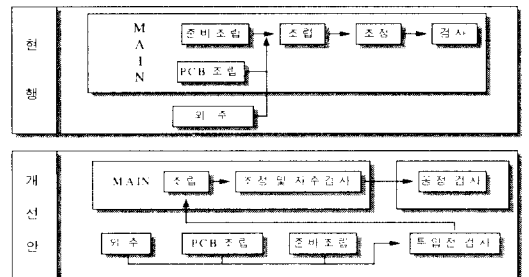 현행
MAIN
준비조립 조립 조정 검사
PCB 조립
외주
개선안
MAIN 조립 조정 및 자주검사 공정검사
외주 PCB 조립 준비조립 투입전 검사